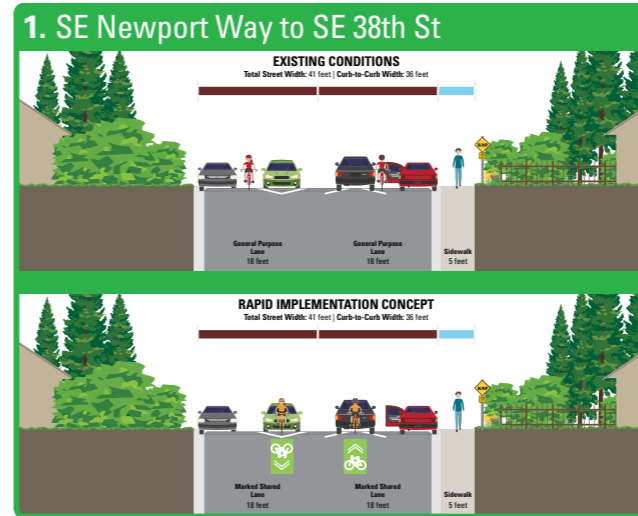 1. SE Newport Way to SE 38th St
EXISTING CONDITIONS
Total Street Width: 41 feet | Curb-to-Curb Width: 36 feet
General Purpose
Lane
18 feet
General Purpose
Lane
18 feet
Sidewalk
5 feet
RAPID IMPLEMENTATION CONCEPT
Total Street Width: 41 feet | Curb-to-Curb Width: 36 feet
Marked Shared
Lane
18 feet
Marked Shared
Lane
18 feet
Sidewalk
5 feet